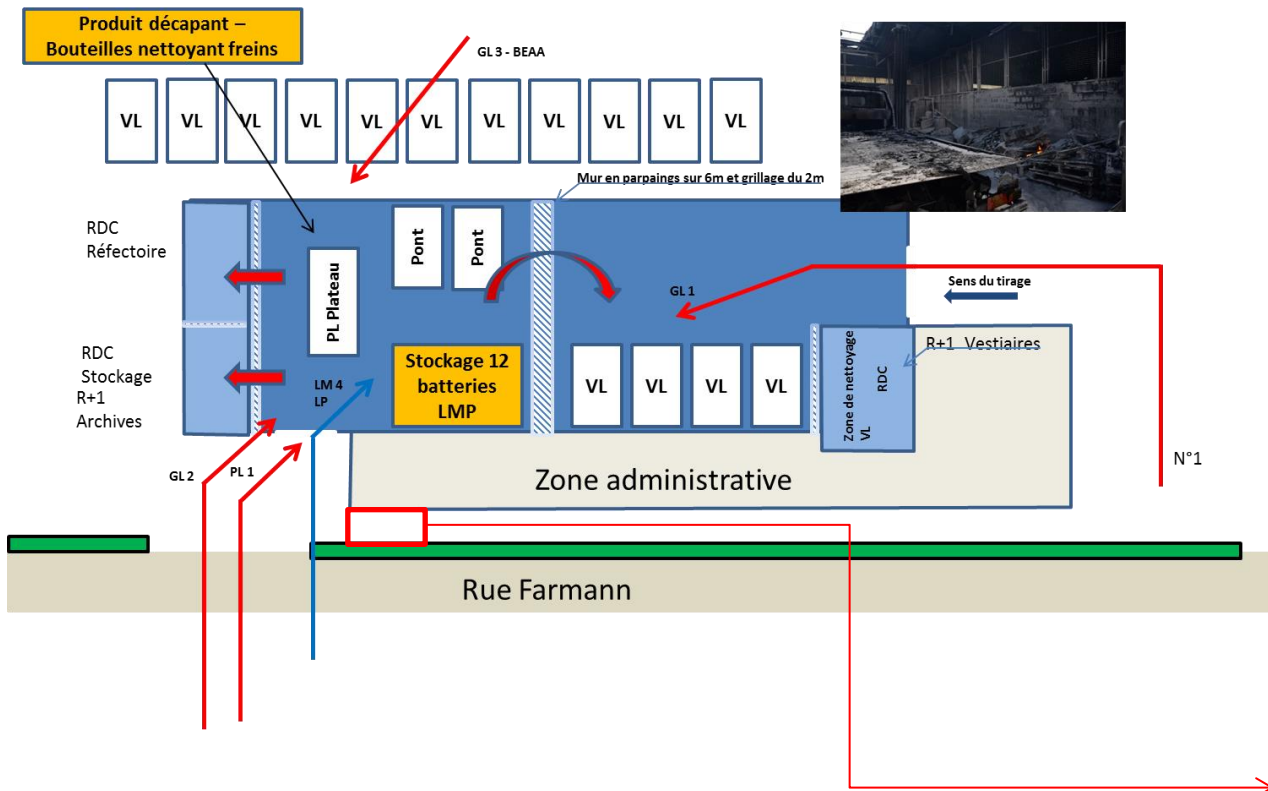 Produit décapant –
Bouteilles nettoyant freins
GL 3 - BEAA
VL
VL
VL
VL
VL
VL
VL
VL
VL
VL
VL
Mur en parpaings sur 6m et grillage du 2m
RDC
Réfectoire
PL Plateau
Pont
Pont
GL 1
Sens du tirage
RDC
Stockage
R+1
Archives
LM 4
LP
Stockage 12
batteries
LMP
VL
VL
VL
VL
Zone de nettoyage
VL
RDC
R+1 Vestiaires
GL 2
PL 1
Zone administrative
N°1
Rue Farmann